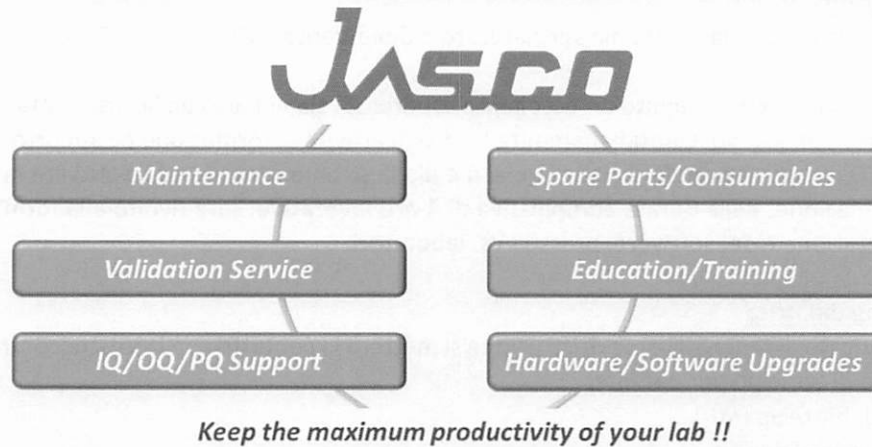 JASCO
Maintenance
Spare Parts/Consumables
Validation Service
Education/Training
IQ/OQ/PQ Support
Hardware/Software Upgrades
Keep the maximum productivity of your lab !!